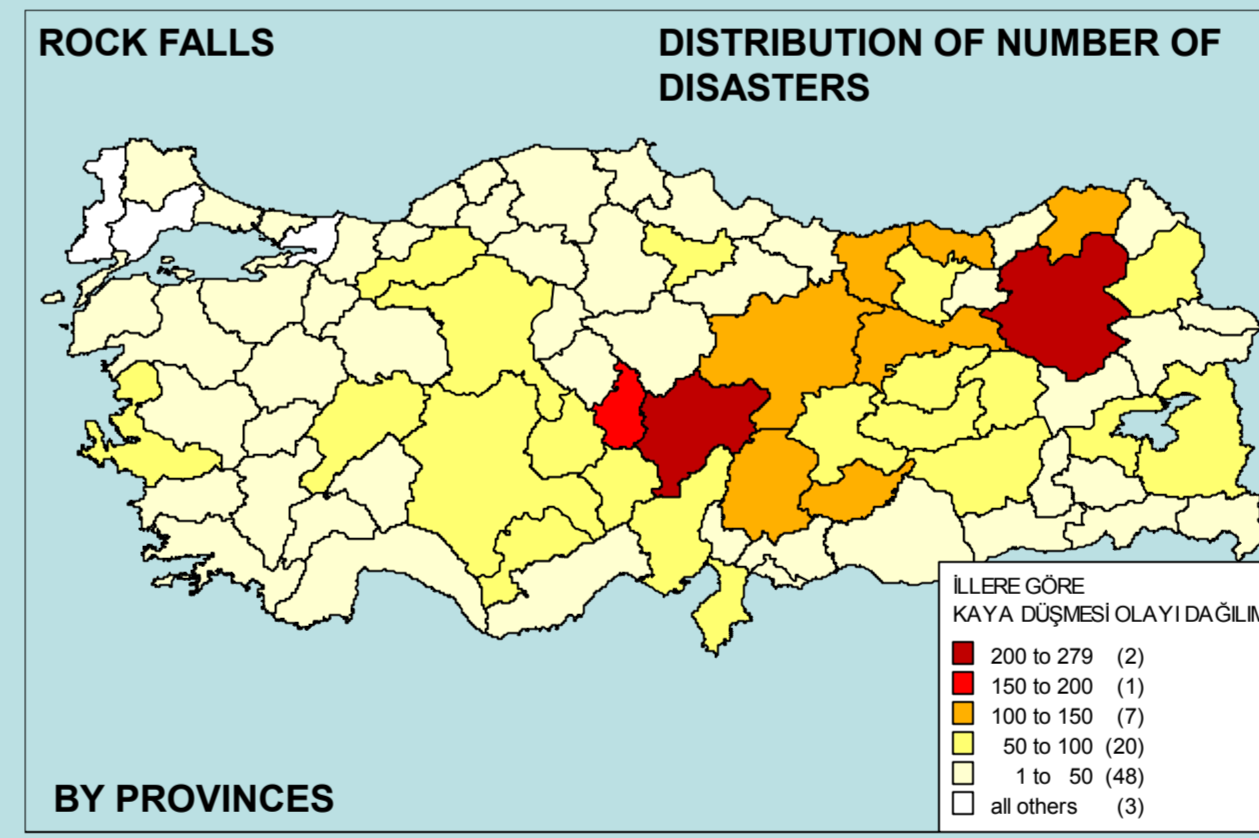 ROCK FALLS
DISTRIBUTION OF NUMBER OF
DISASTERS
İLLERE GÖRE
KAYA DÜŞMESİ OLAYI DAĞILIM
200 to 279 (2)
150 to 200 (1)
100 to 150 (7)
50 to 100 (20)
1 to 50 (48)
all others (3)
BY PROVINCES